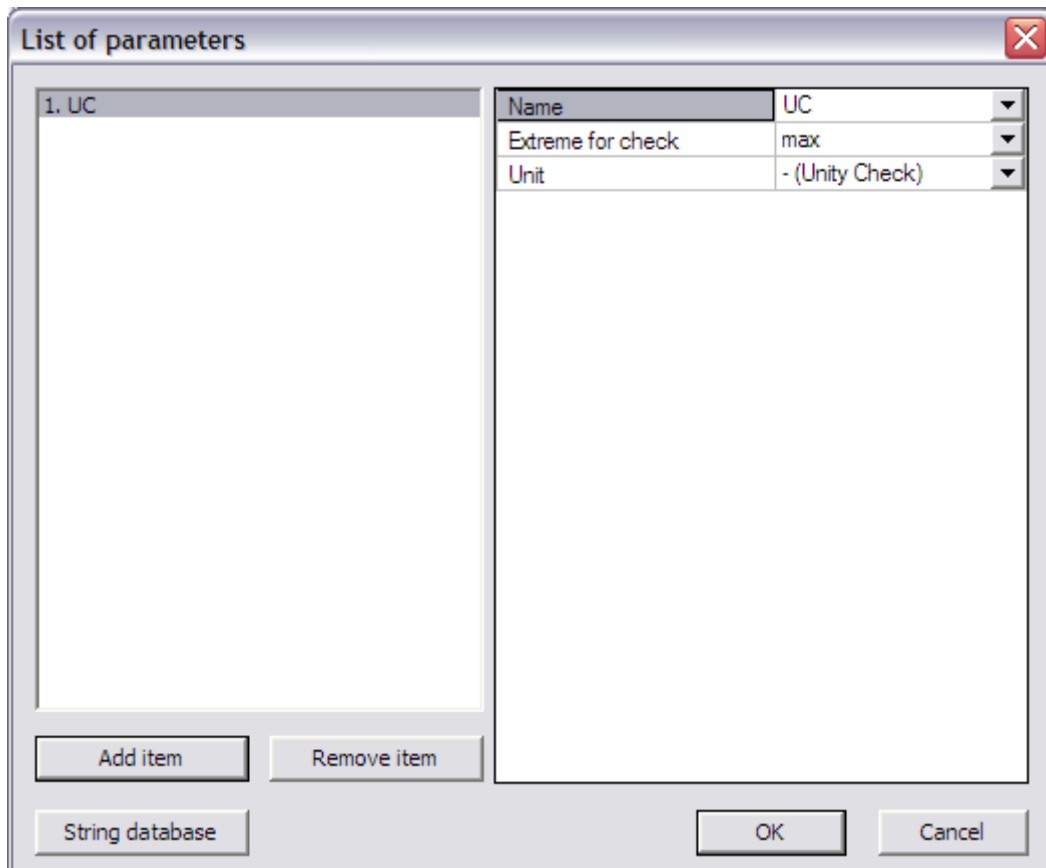 List of parameters
1. UC
Name UC
Extreme for check max
Unit - (Unity Check)
Add item Remove item
String database OK Cancel